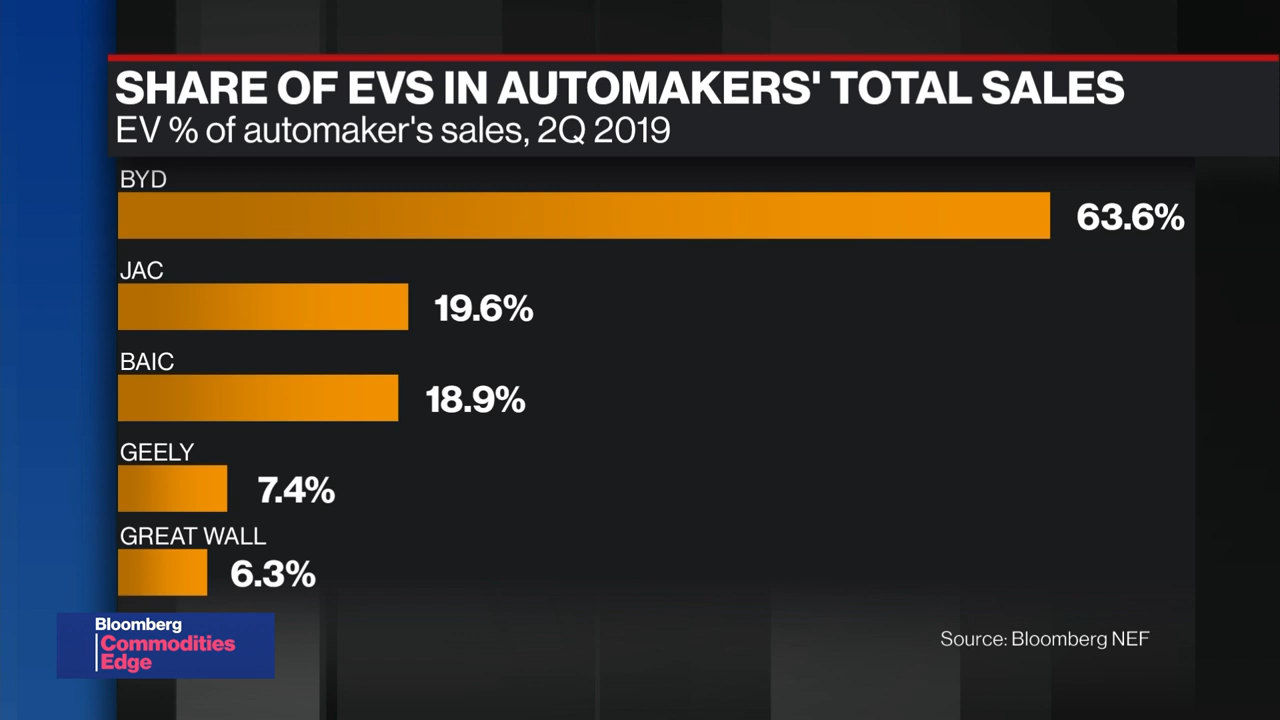 SHARE OF EVS IN AUTOMAKERS' TOTAL SALES
EV % of automaker's sales, 2Q 2019
BYD
63.6%
JAC
19.6%
BAIC
18.9%
GEELY
7.4%
GREAT WALL
6.3%
Bloomberg
Commodities
Edge
Source: Bloomberg NEF